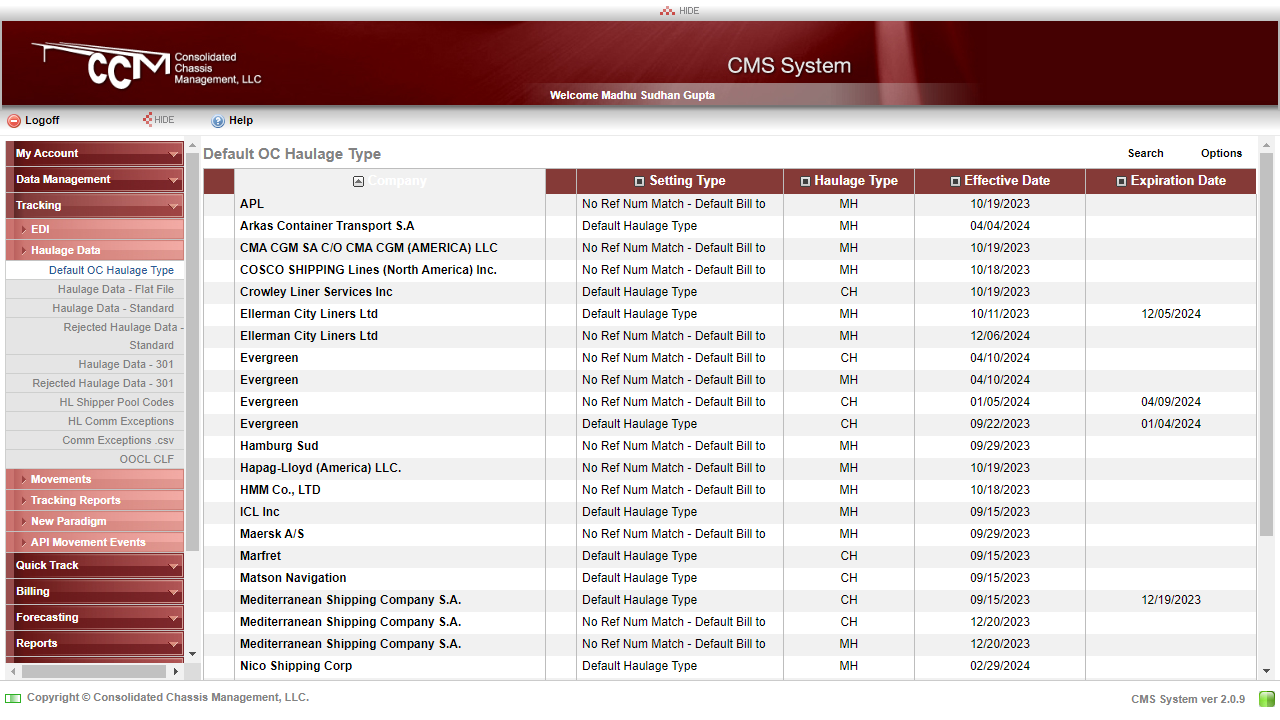 HIDE
CCM Consolidated Chassis Management, LLC
CMS System
Welcome Madhu Sudhan Gupta
Logoff HIDE Help
My Account
Data Management
Tracking
EDI
Haulage Data
Default OC Haulage Type
Haulage Data - Flat File
Haulage Data - Standard
Rejected Haulage Data -
Standard
Haulage Data - 301
Rejected Haulage Data - 301
HL Shipper Pool Codes
HL Comm Exceptions
Comm Exceptions .csv
OOCL CLF
Movements
Tracking Reports
New Paradigm
API Movement Events
Quick Track
Billing
Forecasting
Reports
Default OC Haulage Type Search Options
Company Setting Type Haulage Type Effective Date Expiration Date
APL No Ref Num Match - Default Bill to MH 10/19/2023
Arkas Container Transport S.A Default Haulage Type MH 04/04/2024
CMA CGM SA C/O CMA CGM (AMERICA) LLC No Ref Num Match - Default Bill to MH 10/19/2023
COSCO SHIPPING Lines (North America) Inc. No Ref Num Match - Default Bill to MH 10/18/2023
Crowley Liner Services Inc Default Haulage Type CH 10/19/2023
Ellerman City Liners Ltd Default Haulage Type MH 10/11/2023 12/05/2024
Ellerman City Liners Ltd No Ref Num Match - Default Bill to MH 12/06/2024
Evergreen No Ref Num Match - Default Bill to CH 04/10/2024
Evergreen No Ref Num Match - Default Bill to MH 04/10/2024
Evergreen No Ref Num Match - Default Bill to CH 01/05/2024 04/09/2024
Evergreen Default Haulage Type CH 09/22/2023 01/04/2024
Hamburg Sud No Ref Num Match - Default Bill to MH 09/29/2023
Hapag-Lloyd (America) LLC. No Ref Num Match - Default Bill to MH 10/19/2023
HMM Co., LTD No Ref Num Match - Default Bill to MH 10/18/2023
ICL Inc Default Haulage Type MH 09/15/2023
Maersk A/S No Ref Num Match - Default Bill to MH 09/29/2023
Marfret Default Haulage Type CH 09/15/2023
Matson Navigation Default Haulage Type CH 09/15/2023
Mediterranean Shipping Company S.A. Default Haulage Type CH 09/15/2023 12/19/2023
Mediterranean Shipping Company S.A. No Ref Num Match - Default Bill to CH 12/20/2023
Mediterranean Shipping Company S.A. No Ref Num Match - Default Bill to MH 12/20/2023
Nico Shipping Corp Default Haulage Type MH 02/29/2024
Copyright © Consolidated Chassis Management, LLC. CMS System ver 2.0.9